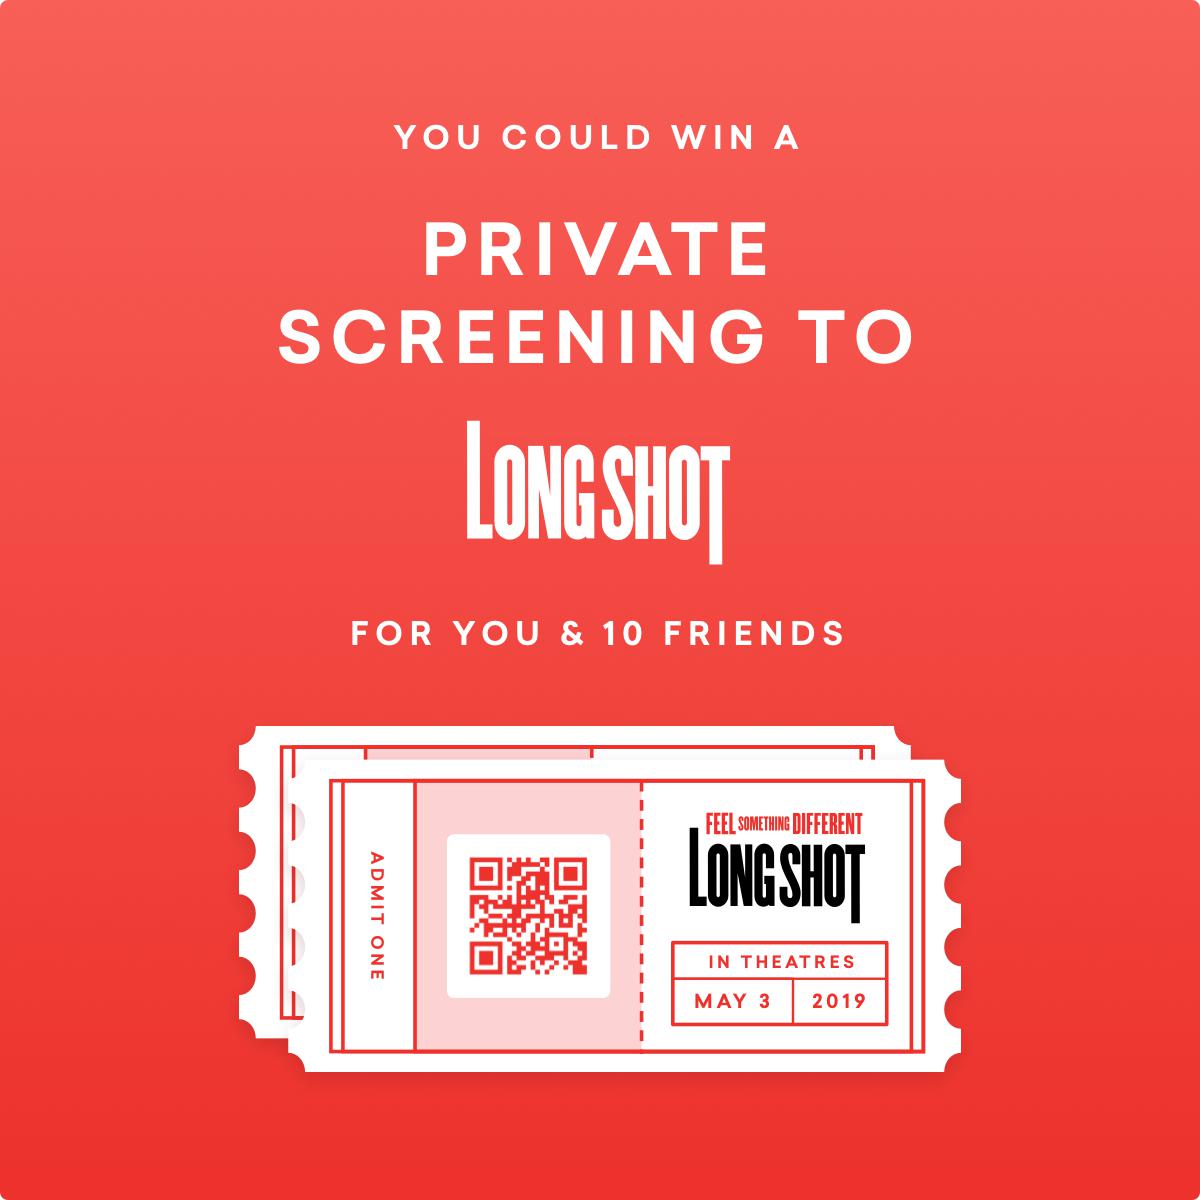 YOU COULD WIN A
PRIVATE
SCREENING TO
LONG SHOT
FOR YOU & 10 FRIENDS
ADMIT ONE
FEEL SOMETHING DIFFERENT
LONG SHOT
IN THEATRES
MAY 3 2019